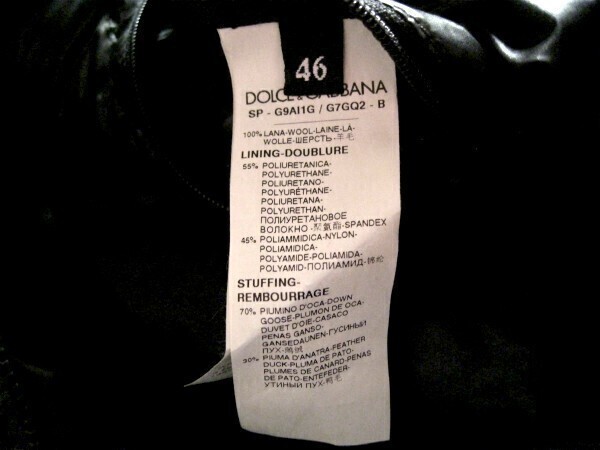 46
DOLCE & GABBANA
SP - G9AI1G / G7GQ2 - B
100% LANA-WOOL-LAINE-LA-
WOLLE-ШЕРСТЬ-羊毛
LINING-DOUBLURE
55% POLIURETANICA-
POLYURETHANE-
POLIURETANO-
POLYURÉTHANE-
POLIURETANA-
POLYURETHAN-
ПОЛИУРЕТАНОВОЕ
ВОЛОКНО-聚氨酯-SPANDEX
45% POLIAMMIDICA-NYLON-
POLIAMIDICA-
POLYAMIDE-POLIAMIDA-
POLYAMID-ПОЛИАМИД-锦纶
STUFFING-
REMBOURRAGE
70% PIUMINO D'OCA-DOWN
GOOSE-PLUMON DE OCA-
DUVET D'OIE-CASACO
PENAS GANSO-
GANSEDAUNEN-ГУСИНЫЙ
ПУХ-鹅绒
30% PIUMA D'ANATRA-FEATHER
DUCK-PLUMA DE PATO-
PLUMES DE CANARD-PENAS
DE PATO-ENTEFEDER-
УТИНЫЙ ПУХ-鸭毛